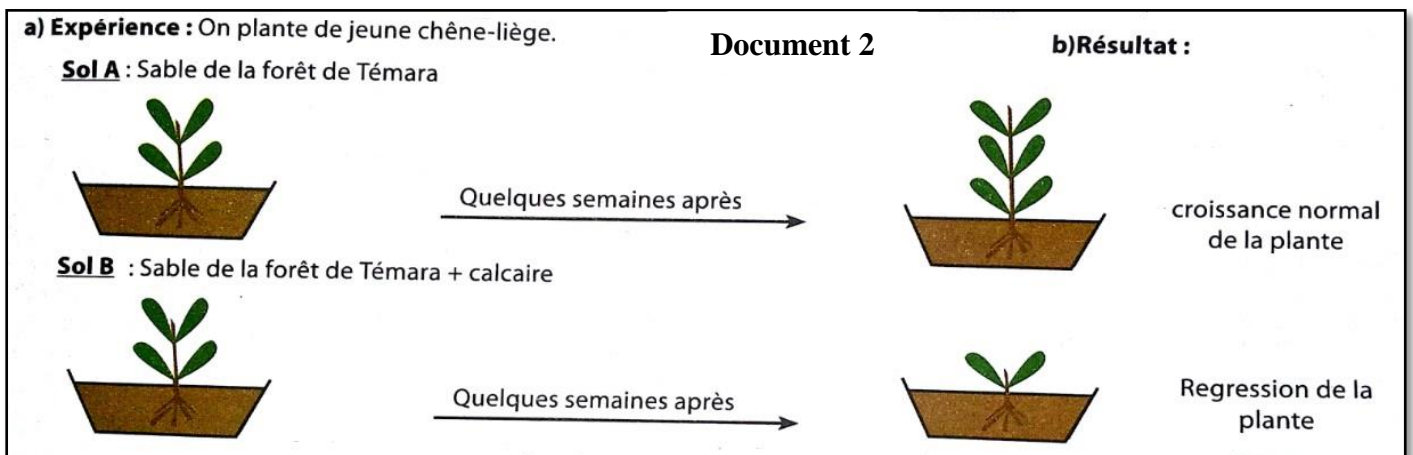 a) Expérience : On plante de jeune chêne-liège.
Document 2
b)Résultat :
Sol A : Sable de la forêt de Témara
Quelques semaines après
croissance normal
de la plante
Sol B : Sable de la forêt de Témara + calcaire
Quelques semaines après
Regression de la
plante